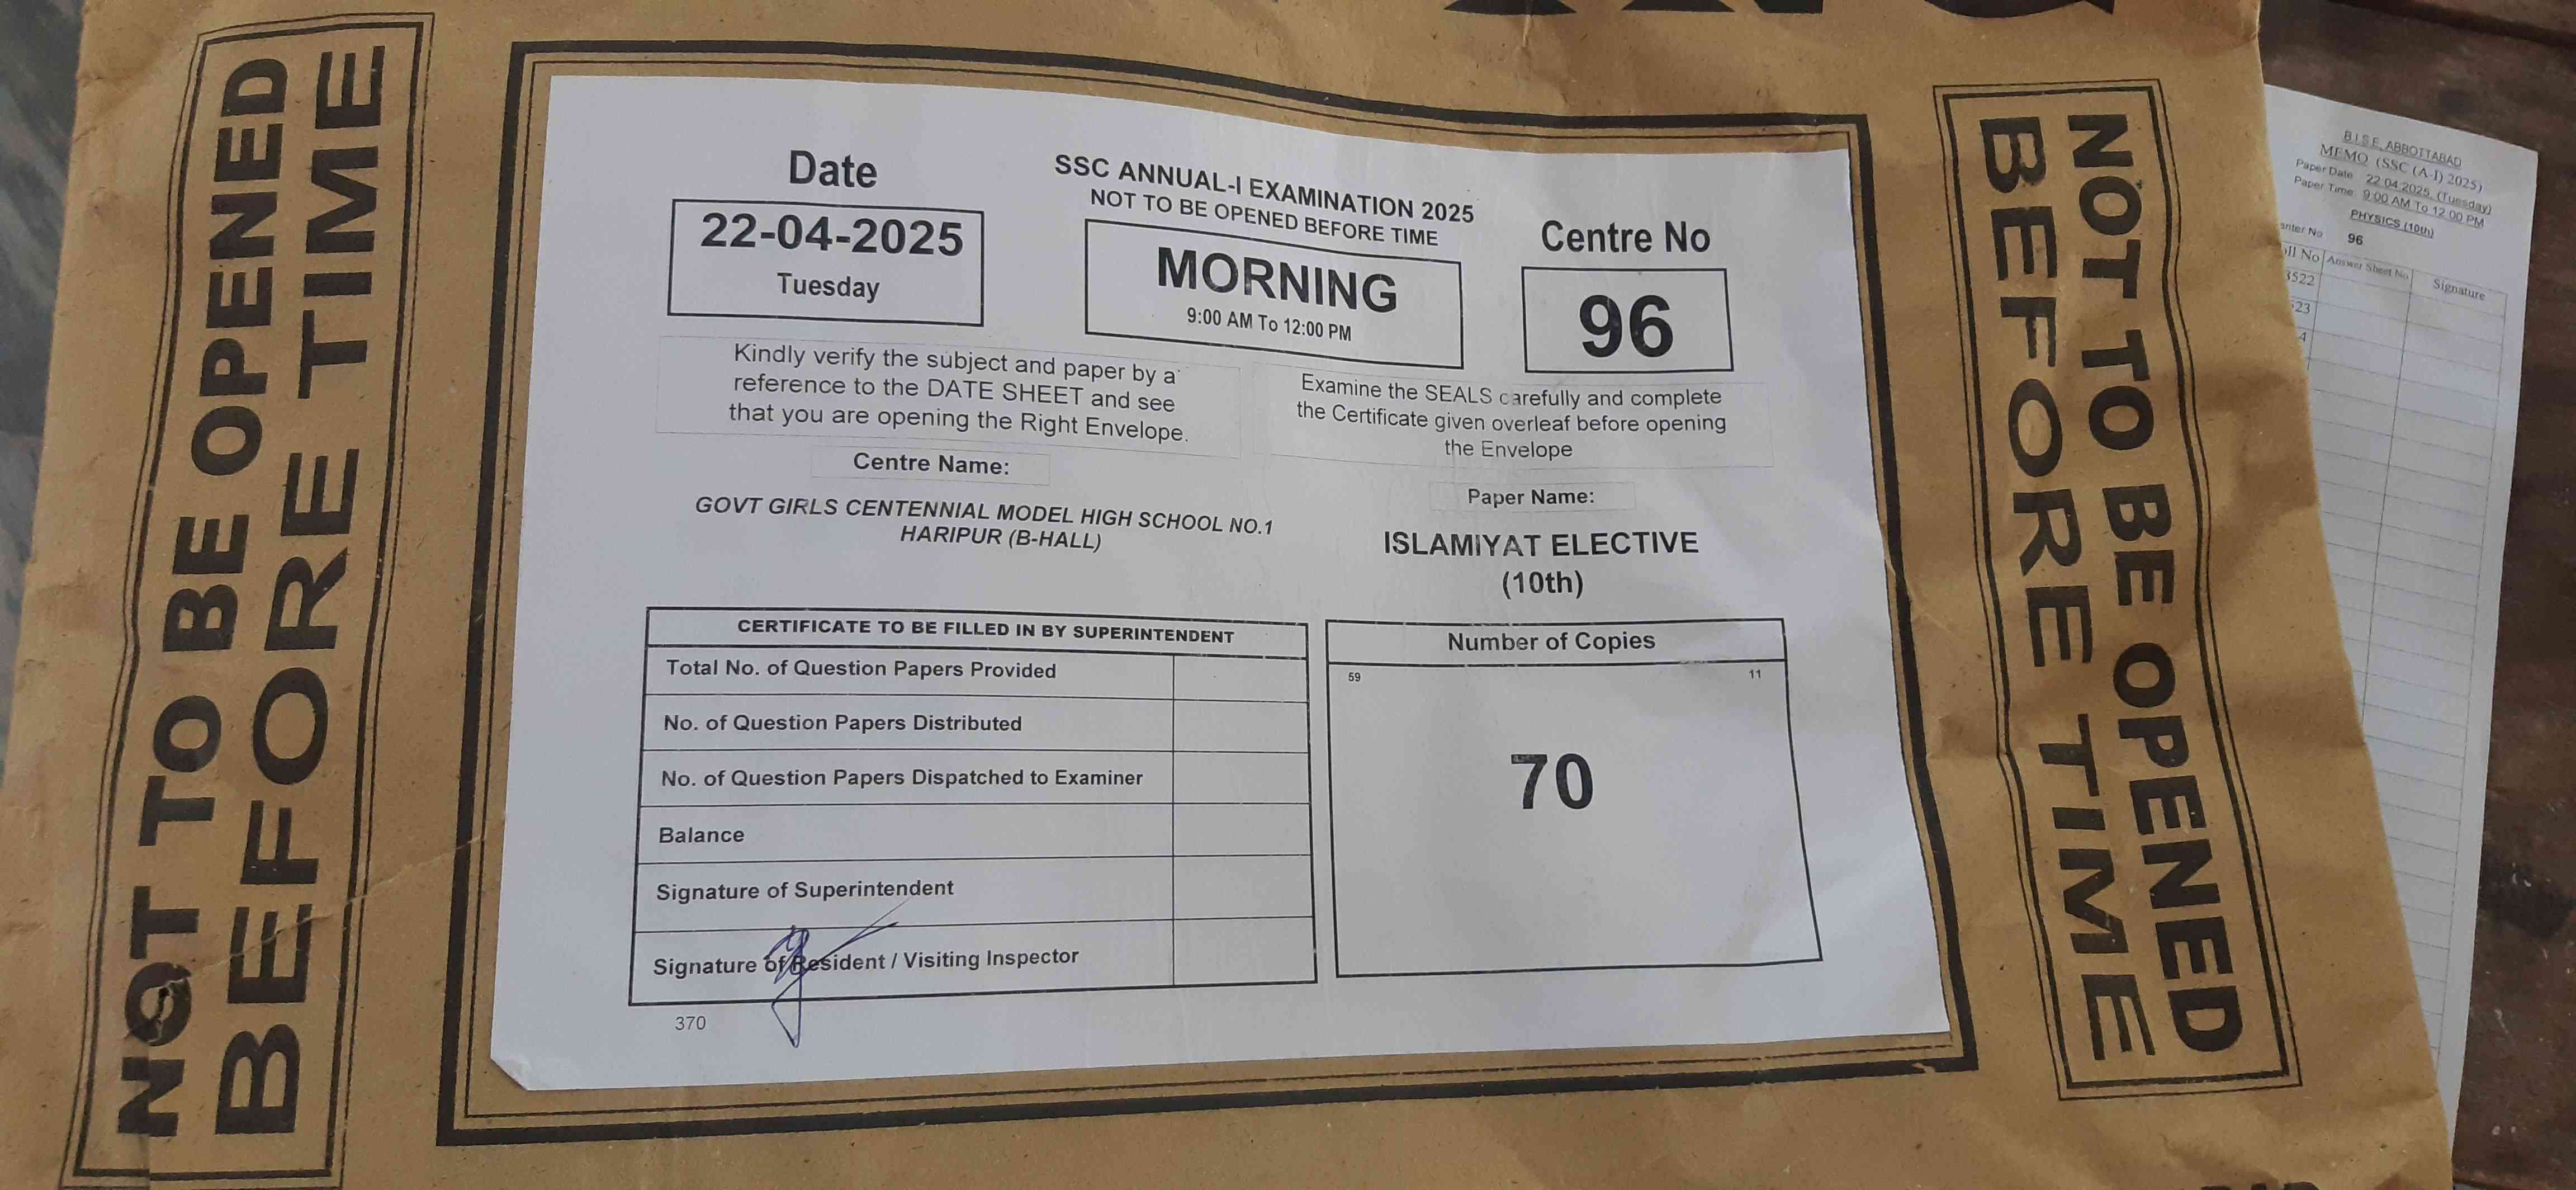 NOT TO BE OPENED
BEFORE TIME
Date
22-04-2025
Tuesday
SSC ANNUAL-I EXAMINATION 2025
NOT TO BE OPENED BEFORE TIME
MORNING
9:00 AM To 12:00 PM
Centre No
96
Kindly verify the subject and paper by a
reference to the DATE SHEET and see
that you are opening the Right Envelope.
Examine the SEALS carefully and complete
the Certificate given overleaf before opening
the Envelope
Centre Name:
GOVT GIRLS CENTENNIAL MODEL HIGH SCHOOL NO.1
HARIPUR (B-HALL)
Paper Name:
ISLAMIYAT ELECTIVE
(10th)
CERTIFICATE TO BE FILLED IN BY SUPERINTENDENT
Total No. of Question Papers Provided
No. of Question Papers Distributed
No. of Question Papers Dispatched to Examiner
Balance
Signature of Superintendent
Signature of Resident / Visiting Inspector
370
Number of Copies
59 11
70
NOT TO BE OPENED
BEFORE TIME
B.I.S.E, ABBOTTABAD
MEMO (SSC (A-I) 2025)
Paper Date 22.04.2025, (Tuesday)
Paper Time 9:00 AM To 12:00 PM
PHYSICS (10th)
No 96
No Answer Sheet No Signature
3522
23
4